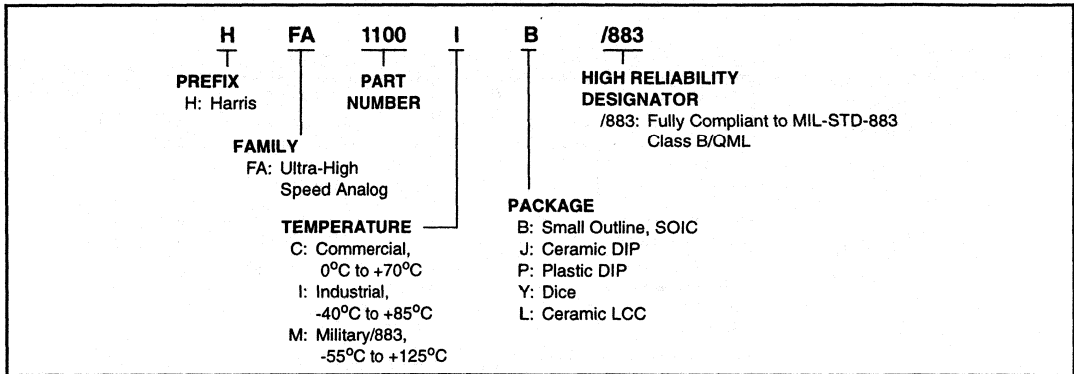 H FA 1100 I B /883
PREFIX
H: Harris
PART
NUMBER
HIGH RELIABILITY
DESIGNATOR
/883: Fully Compliant to MIL-STD-883
Class B/QML
FAMILY
FA: Ultra-High
Speed Analog
TEMPERATURE
C: Commercial,
0°C to +70°C
I: Industrial,
-40°C to +85°C
M: Military/883,
-55°C to +125°C
PACKAGE
B: Small Outline, SOIC
J: Ceramic DIP
P: Plastic DIP
Y: Dice
L: Ceramic LCC